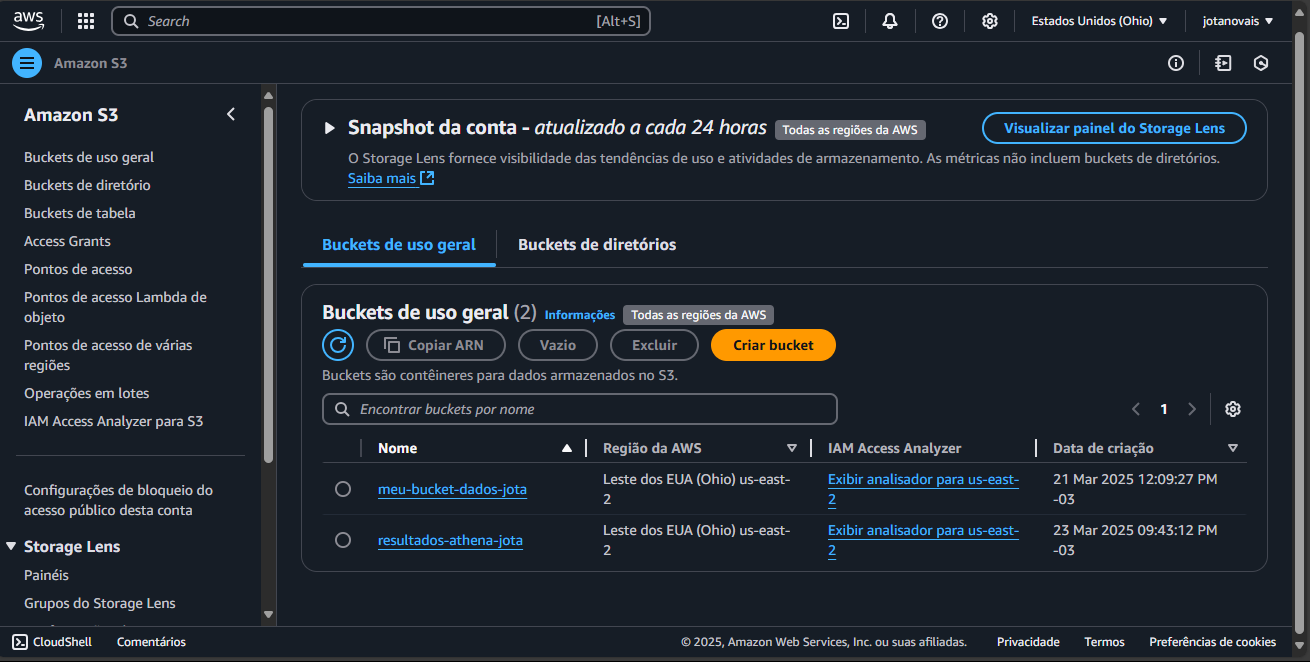 aws
Search [Alt+S]
Estados Unidos (Ohio)
jotanovais
Amazon S3
Amazon S3
Buckets de uso geral
Buckets de diretório
Buckets de tabela
Access Grants
Pontos de acesso
Pontos de acesso Lambda de
objeto
Pontos de acesso de várias
regiões
Operações em lotes
IAM Access Analyzer para S3
Configurações de bloqueio do
acesso público desta conta
Storage Lens
Painéis
Grupos do Storage Lens
Snapshot da conta - atualizado a cada 24 horas Todas as regiões da AWS
Visualizar painel do Storage Lens
O Storage Lens fornece visibilidade das tendências de uso e atividades de armazenamento. As métricas não incluem buckets de diretórios.
Saiba mais
Buckets de uso geral
Buckets de diretórios
Buckets de uso geral (2) Informações Todas as regiões da AWS
Copiar ARN
Vazio
Excluir
Criar bucket
Buckets são contêineres para dados armazenados no S3.
Encontrar buckets por nome
1
Nome
Região da AWS
IAM Access Analyzer
Data de criação
meu-bucket-dados-jota
Leste dos EUA (Ohio) us-east-
2
Exibir analisador para us-east-
2
21 Mar 2025 12:09:27 PM
-03
resultados-athena-jota
Leste dos EUA (Ohio) us-east-
2
Exibir analisador para us-east-
2
23 Mar 2025 09:43:12 PM
-03
CloudShell
Comentários
© 2025, Amazon Web Services, Inc. ou suas afiliadas.
Privacidade
Termos
Preferências de cookies